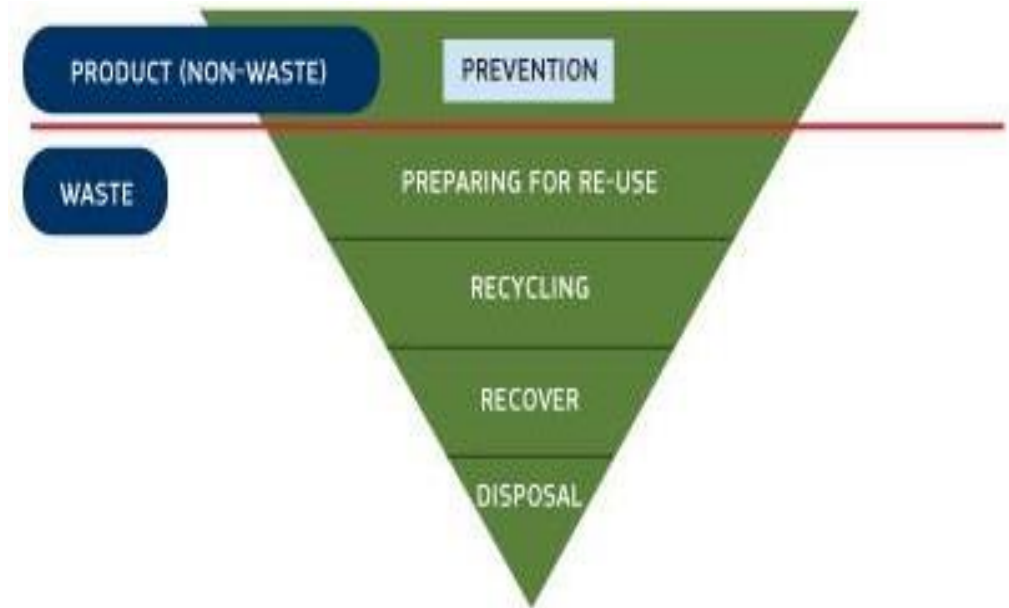 PRODUCT (NON-WASTE)
PREVENTION
WASTE
PREPARING FOR RE-USE
RECYCLING
RECOVER
DISPOSAL